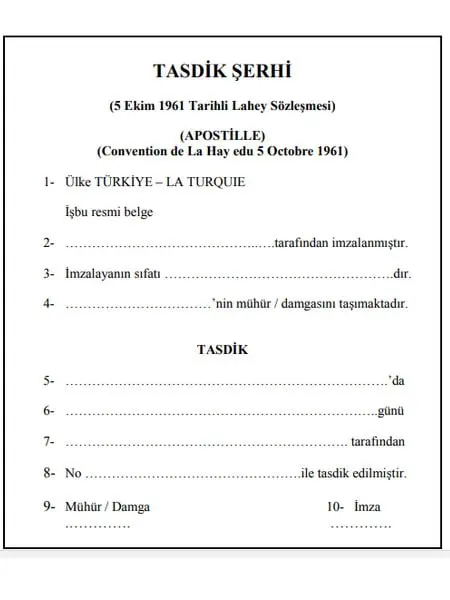 TASDİK ŞERHİ
(5 Ekim 1961 Tarihli Lahey Sözleşmesi)
(APOSTİLLE)
(Convention de La Hay edu 5 Octobre 1961)
1- Ülke TÜRKİYE – LA TURQUIE
İşbu resmi belge
2- ……………………………………..….tarafından imzalanmıştır.
3- İmzalayanın sıfatı …………………………………………….dır.
4- ……………………………’nin mühür / damgasını taşımaktadır.
TASDİK
5- ……………………………………………………………….’da
6- ……………………………………………………………..günü
7- ………………………………………………………. tarafından
8- No ………………………………………….ile tasdik edilmiştir.
9- Mühür / Damga 10- İmza
…………. ………….